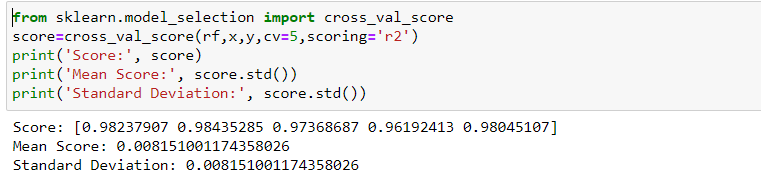 from sklearn.model_selection import cross_val_score
score=cross_val_score(rf,x,y,cv=5,scoring='r2')
print('Score:', score)
print('Mean Score:', score.std())
print('Standard Deviation:', score.std())
Score: [0.98237907 0.98435285 0.97368687 0.96192413 0.98045107]
Mean Score: 0.008151001174358026
Standard Deviation: 0.008151001174358026